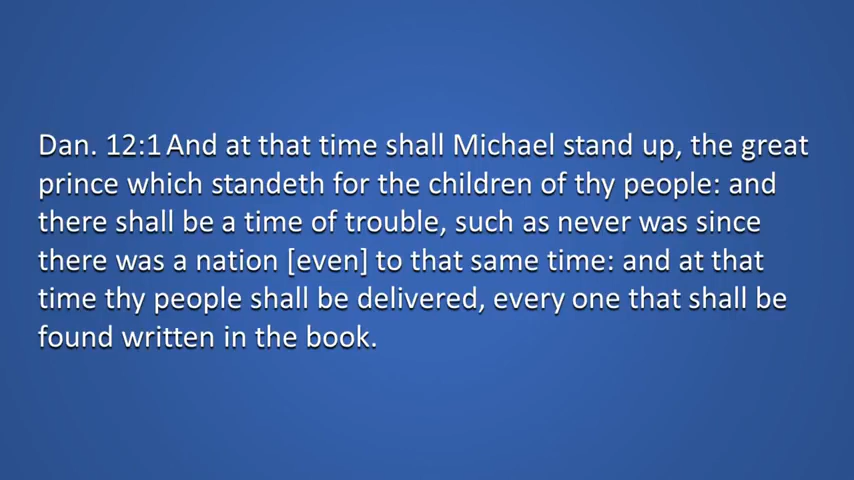 Dan. 12:1 And at that time shall Michael stand up, the great
prince which standeth for the children of thy people: and
there shall be a time of trouble, such as never was since
there was a nation [even] to that same time: and at that
time thy people shall be delivered, every one that shall be
found written in the book.